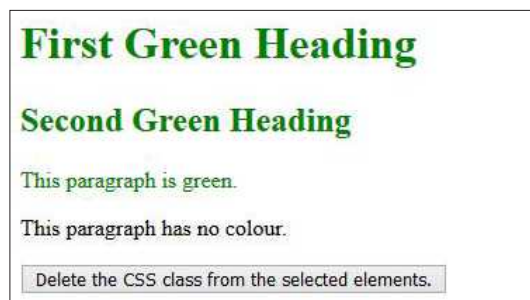 First Green Heading
Second Green Heading
This paragraph is green.
This paragraph has no colour.
Delete the CSS class from the selected elements.